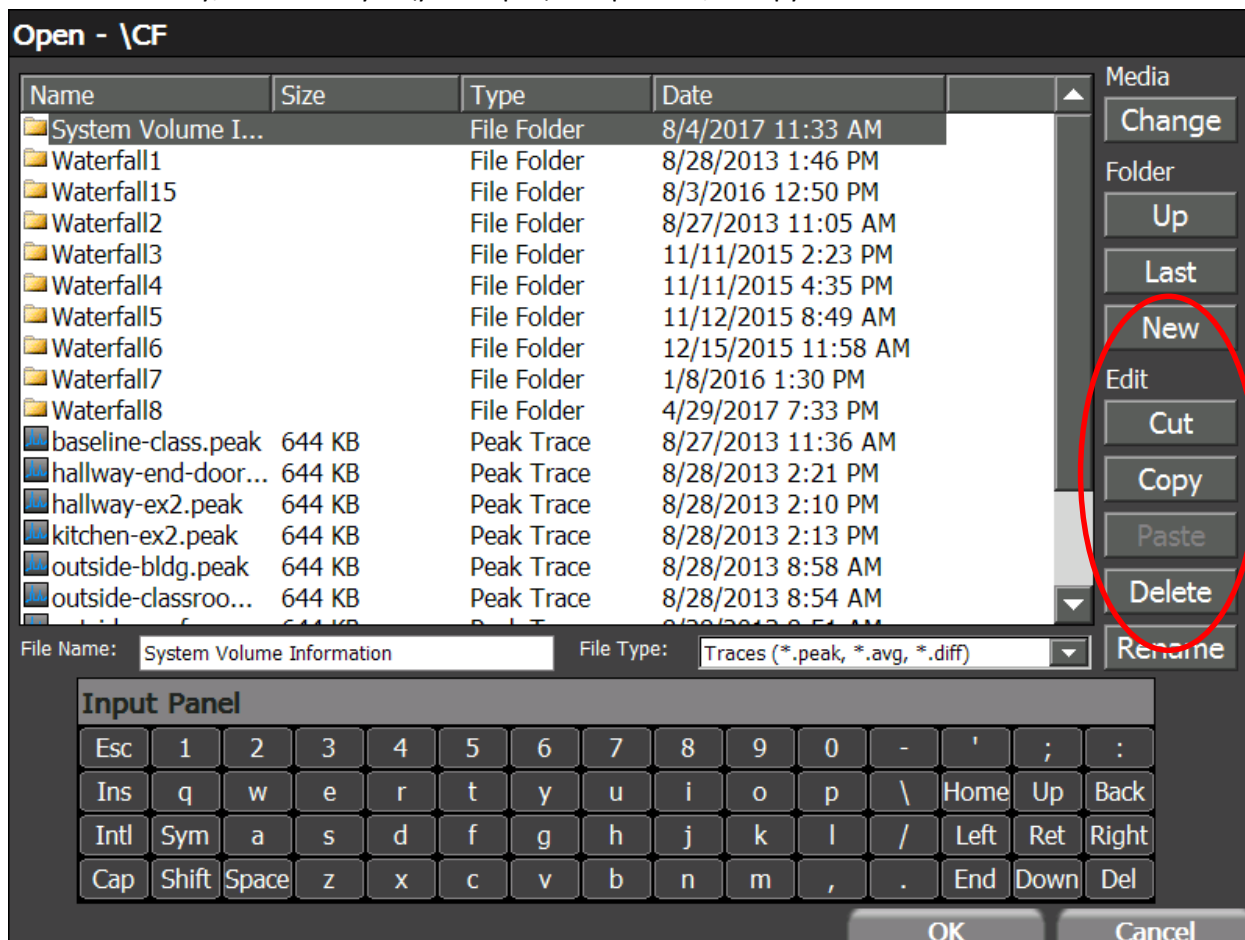 Open - \CF
Name Size Type Date
System Volume I... File Folder 8/4/2017 11:33 AM
Waterfall1 File Folder 8/28/2013 1:46 PM
Waterfall15 File Folder 8/3/2016 12:50 PM
Waterfall2 File Folder 8/27/2013 11:05 AM
Waterfall3 File Folder 11/11/2015 2:23 PM
Waterfall4 File Folder 11/11/2015 4:35 PM
Waterfall5 File Folder 11/12/2015 8:49 AM
Waterfall6 File Folder 12/15/2015 11:58 AM
Waterfall7 File Folder 1/8/2016 1:30 PM
Waterfall8 File Folder 4/29/2017 7:33 PM
baseline-class.peak 644 KB Peak Trace 8/27/2013 11:36 AM
hallway-end-door... 644 KB Peak Trace 8/28/2013 2:21 PM
hallway-ex2.peak 644 KB Peak Trace 8/28/2013 2:10 PM
kitchen-ex2.peak 644 KB Peak Trace 8/28/2013 2:13 PM
outside-bldg.peak 644 KB Peak Trace 8/28/2013 8:58 AM
outside-classroo... 644 KB Peak Trace 8/28/2013 8:54 AM
Media
Change
Folder
Up
Last
New
Edit
Cut
Copy
Paste
Delete
Rename
File Name: System Volume Information File Type: Traces (*.peak, *.avg, *.diff)
Input Panel
Esc 1 2 3 4 5 6 7 8 9 0 - ' ; :
Ins q w e r t y u i o p \ Home Up Back
Intl Sym a s d f g h j k l / Left Ret Right
Cap Shift Space z x c v b n m , . End Down Del
OK Cancel